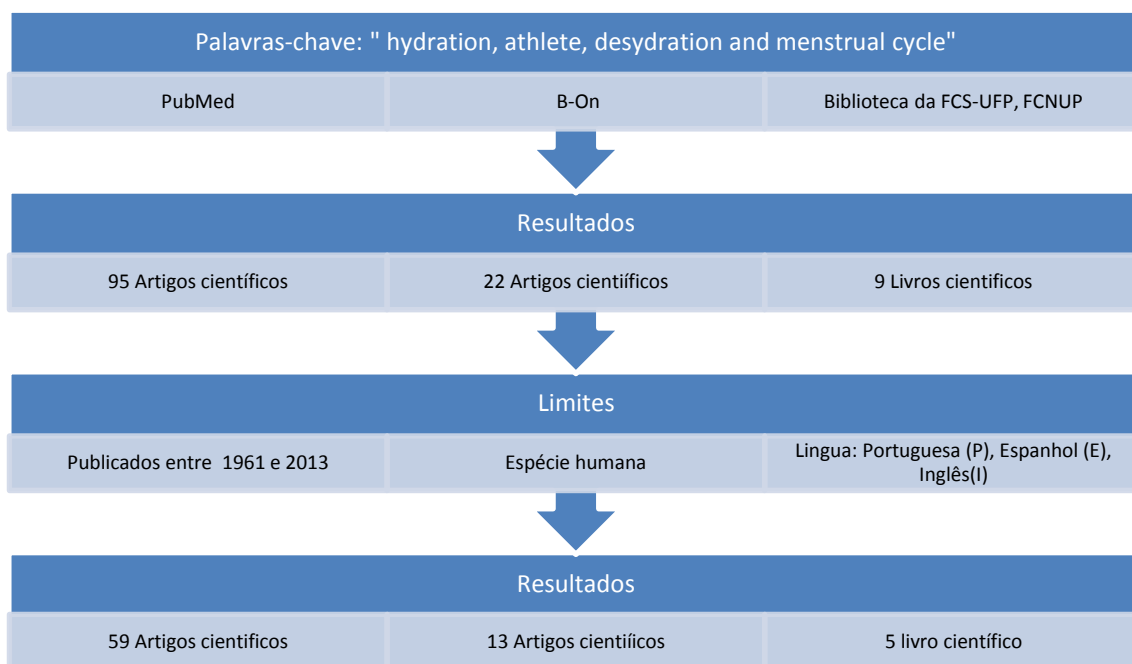 Palavras-chave: " hydration, athlete, desydration and menstrual cycle"
PubMed
B-On
Biblioteca da FCS-UFP, FCNUP
Resultados
95 Artigos científicos
22 Artigos cientiíficos
9 Livros cientificos
Limites
Publicados entre 1961 e 2013
Espécie humana
Lingua: Portuguesa (P), Espanhol (E),
Inglês(I)
Resultados
59 Artigos cientificos
13 Artigos cientiíicos
5 livro científico